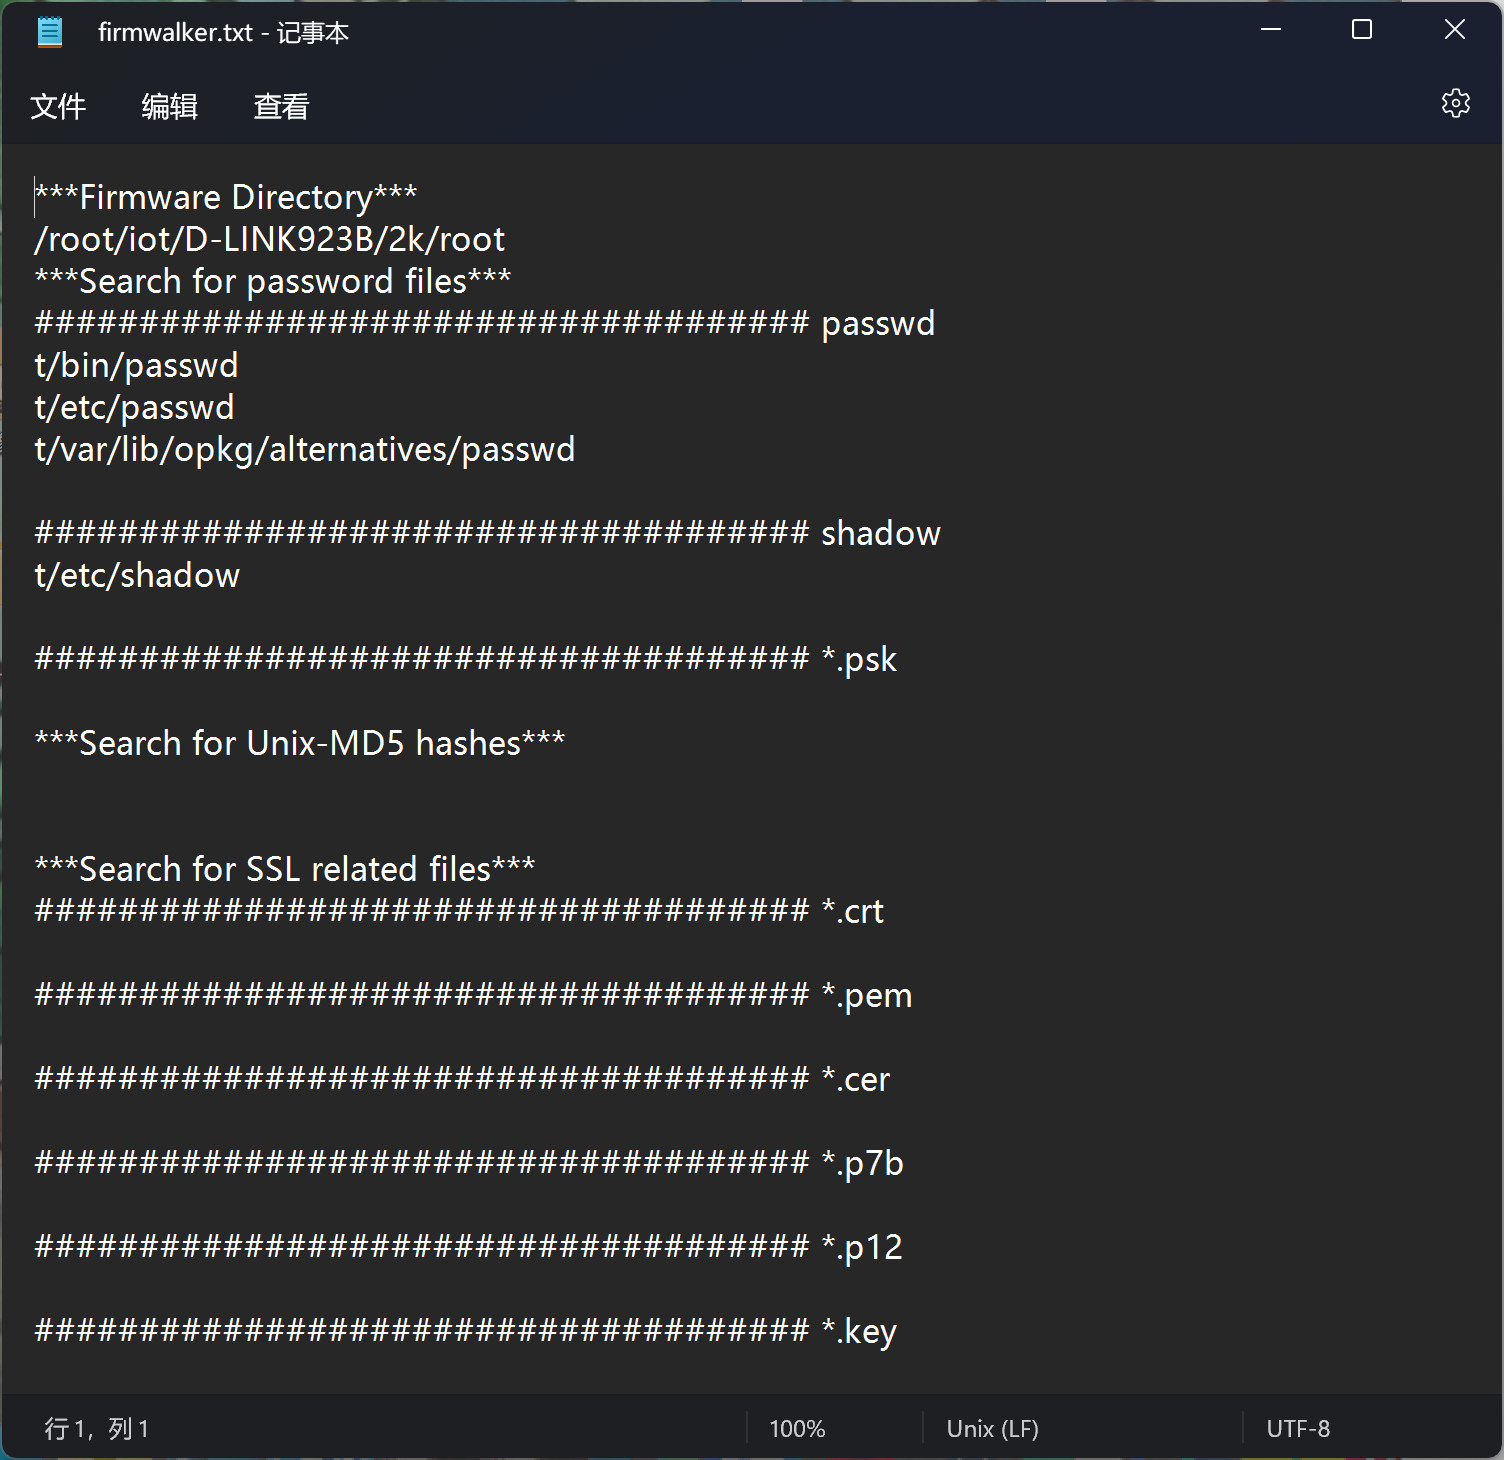 firmwalker.txt - 记事本
文件 编辑 查看
***Firmware Directory***
/root/iot/D-LINK923B/2k/root
***Search for password files***
##################################### passwd
t/bin/passwd
t/etc/passwd
t/var/lib/opkg/alternatives/passwd
##################################### shadow
t/etc/shadow
##################################### *.psk
***Search for Unix-MD5 hashes***
***Search for SSL related files***
##################################### *.crt
##################################### *.pem
##################################### *.cer
##################################### *.p7b
##################################### *.p12
##################################### *.key
行 1，列 1 100% Unix (LF) UTF-8